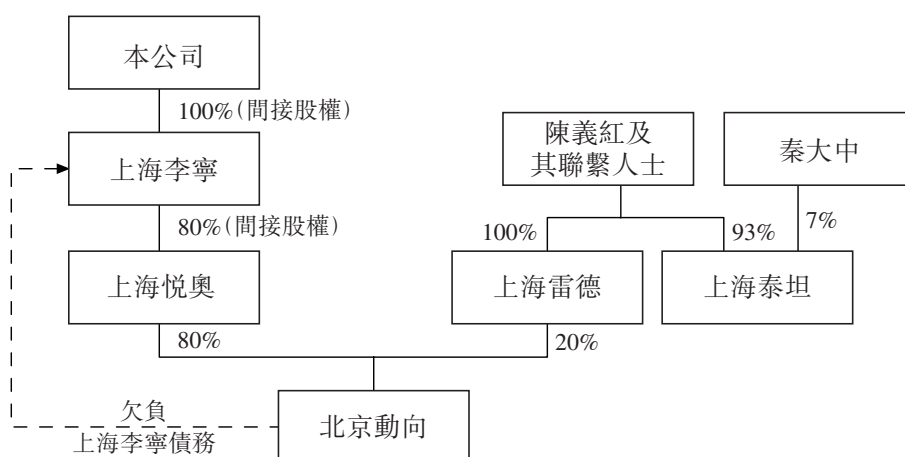 本公司
100%(間接股權)
陳義紅及
其聯繫人士
秦大中
上海李寧
80%(間接股權)
100%
93%
7%
上海悦奧
上海雷德
上海泰坦
80%
20%
欠負
上海李寧債務
北京動向